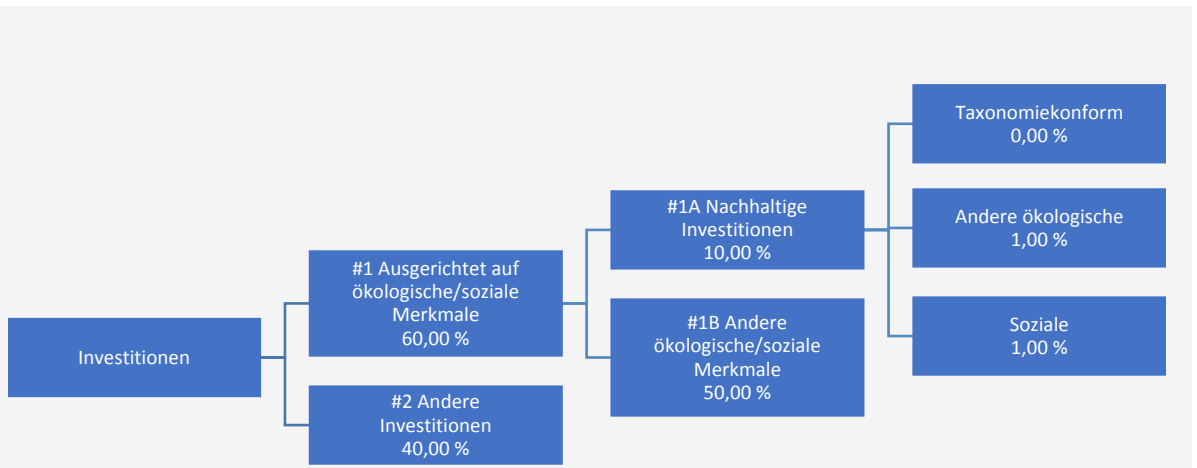 Investitionen
#1 Ausgerichtet auf
ökologische/soziale
Merkmale
60,00 %
#2 Andere
Investitionen
40,00 %
#1A Nachhaltige
Investitionen
10,00 %
#1B Andere
ökologische/soziale
Merkmale
50,00 %
Taxonomiekonform
0,00 %
Andere ökologische
1,00 %
Soziale
1,00 %